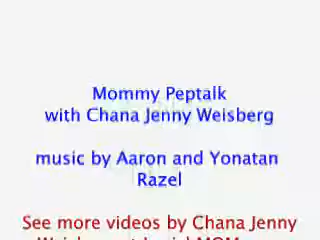 Mommy Peptalk
with Chana Jenny Weisberg
music by Aaron and Yonatan
Razel
See more videos by Chana Jenny